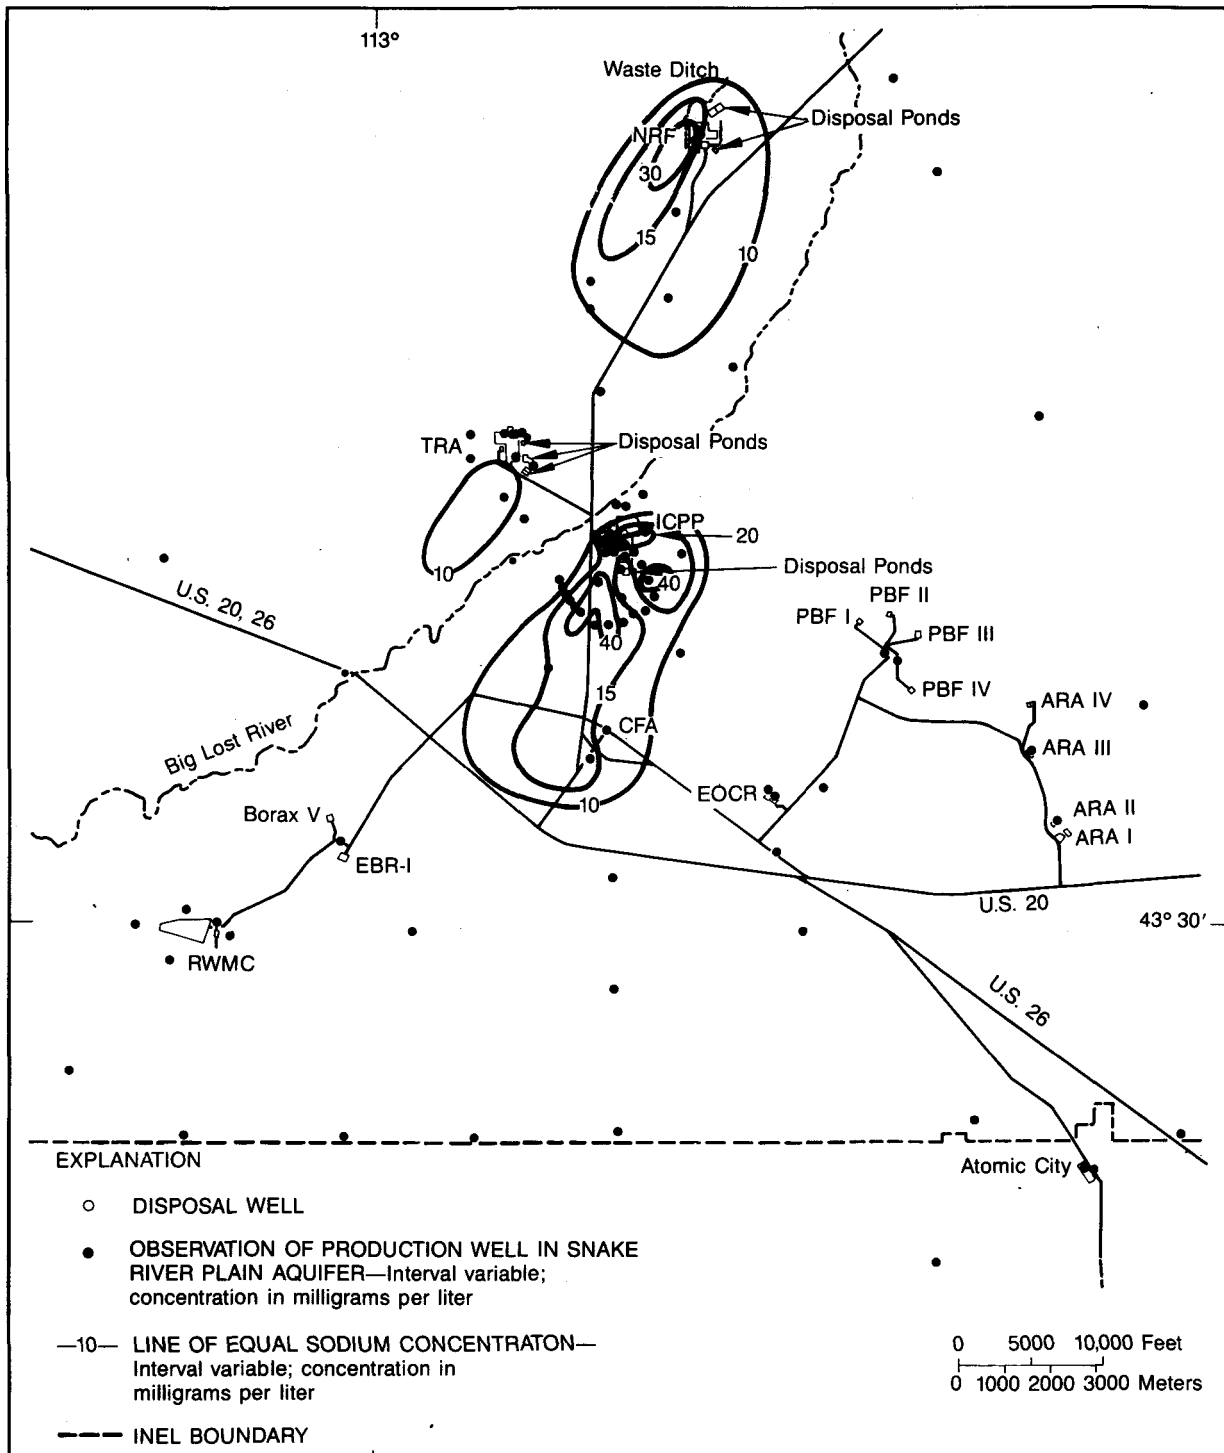 113°
Waste Ditch
Disposal Ponds
NRF
30
15
10
TRA
Disposal Ponds
ICPP
20
10
Disposal Ponds
40
U.S. 20, 26
PBF II
PBF I
PBF III
40
PBF IV
15
ARA IV
Big Lost River
CFA
ARA III
EOCR
10
Borax V
ARA II
ARA I
EBR-I
U.S. 20
43° 30′
RWMC
U.S. 26
Atomic City
EXPLANATION
DISPOSAL WELL
OBSERVATION OF PRODUCTION WELL IN SNAKE
RIVER PLAIN AQUIFER—Interval variable;
concentration in milligrams per liter
—10— LINE OF EQUAL SODIUM CONCENTRATON—
Interval variable; concentration in
milligrams per liter
INEL BOUNDARY
0 5000 10,000 Feet
0 1000 2000 3000 Meters